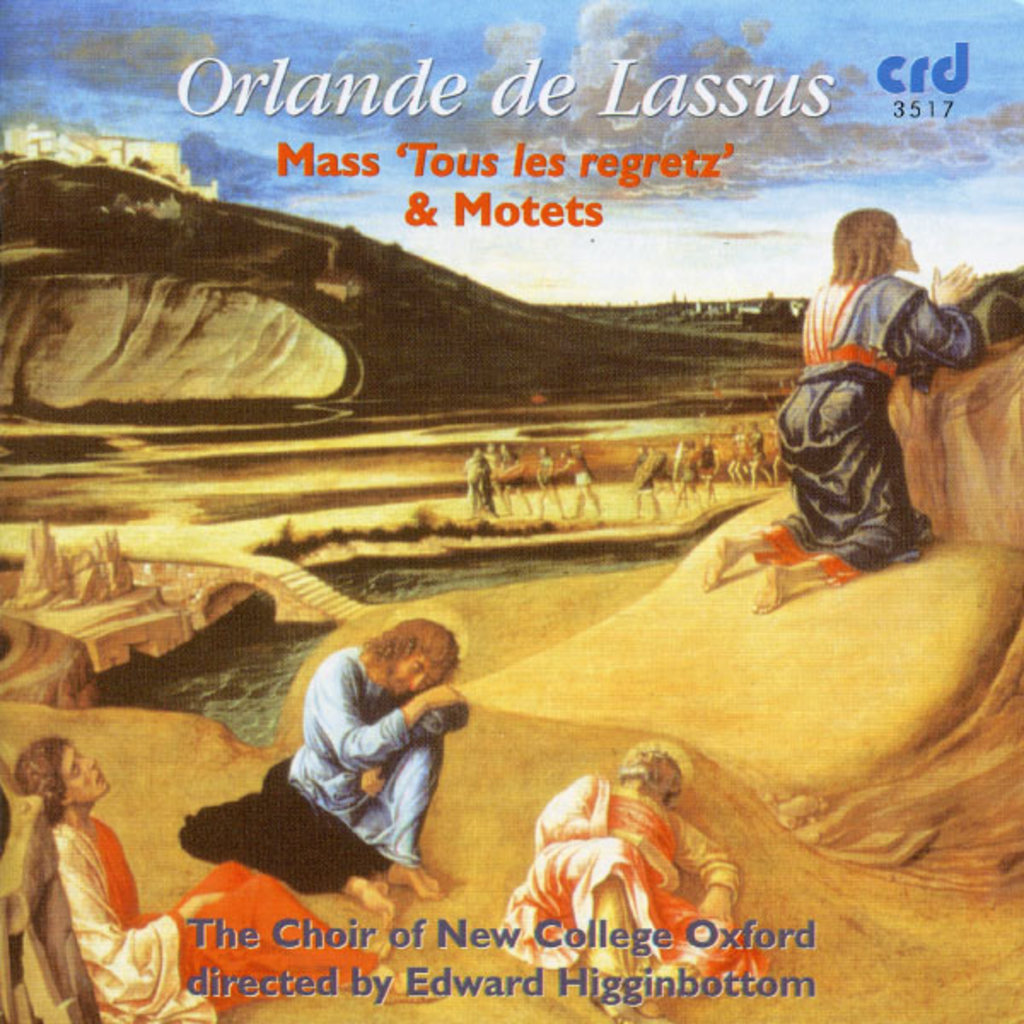 Orlande de Lassus
crd
3517
Mass ‘Tous les regretz’
& Motets
The Choir of New College Oxford
directed by Edward Higginbottom